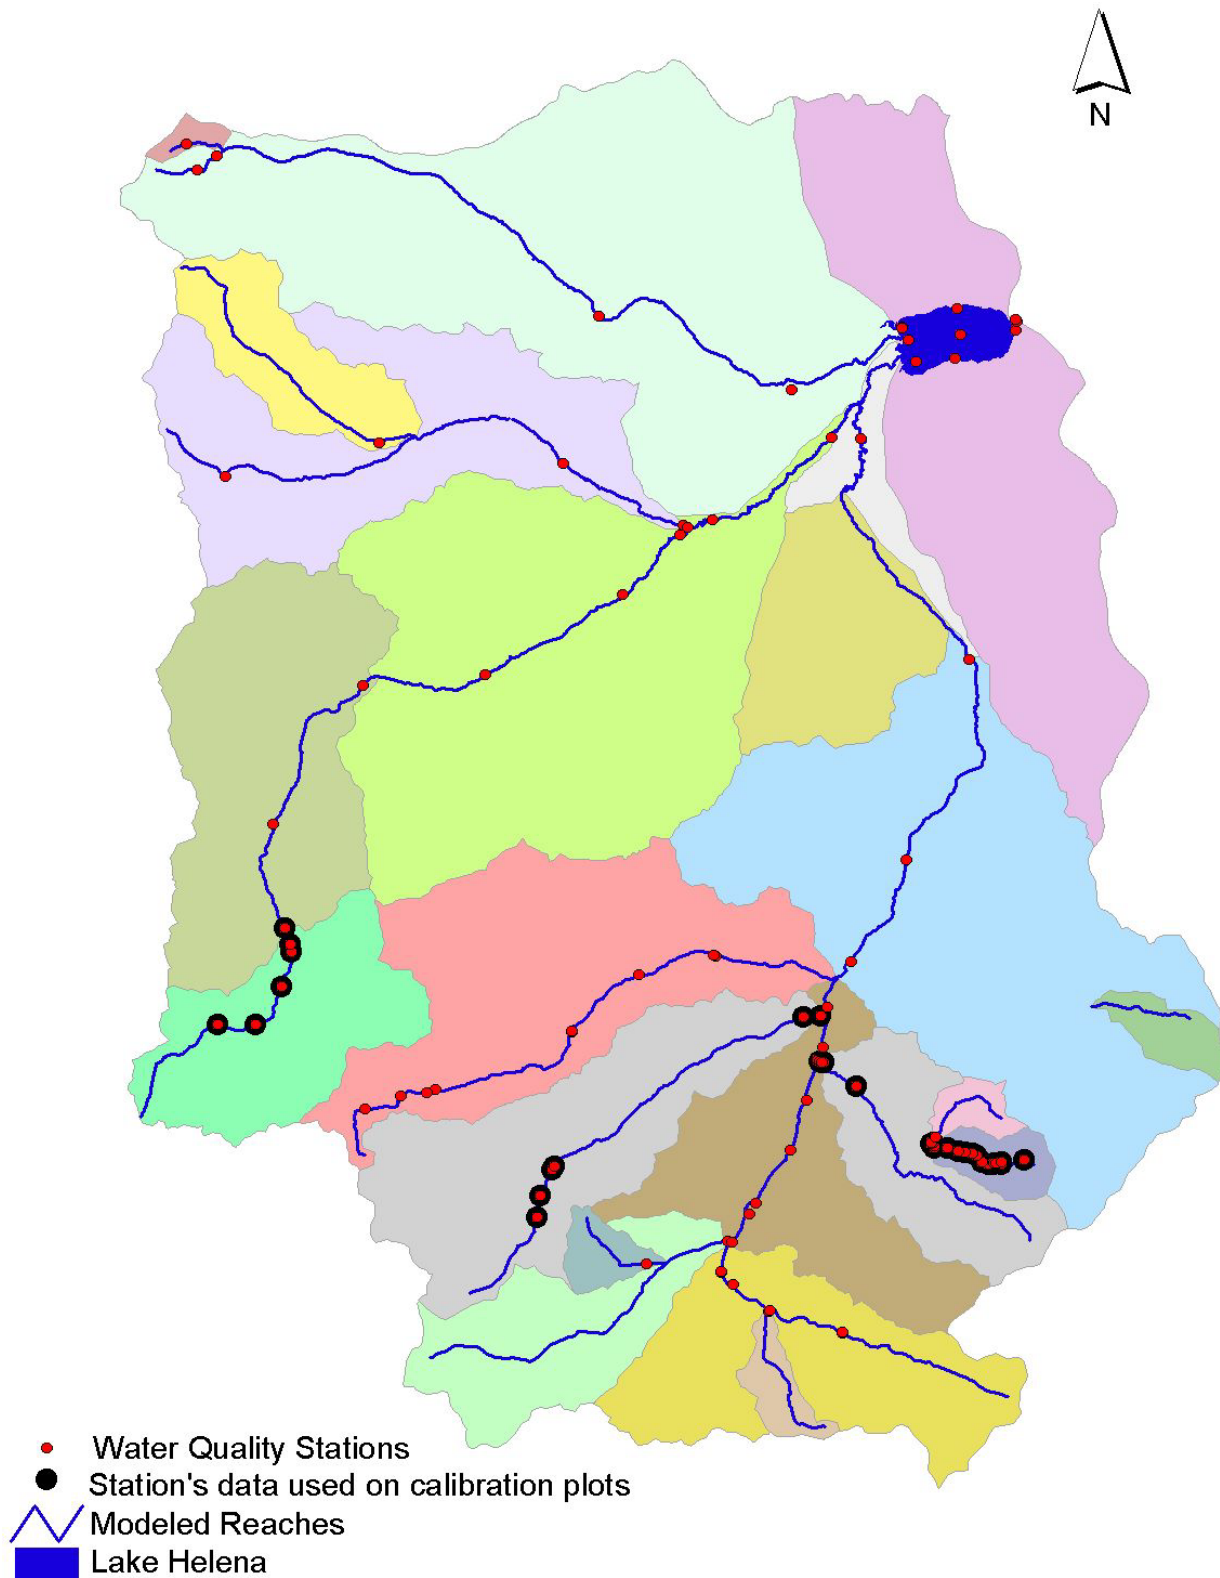 N
Water Quality Stations
Station's data used on calibration plots
Modeled Reaches
Lake Helena